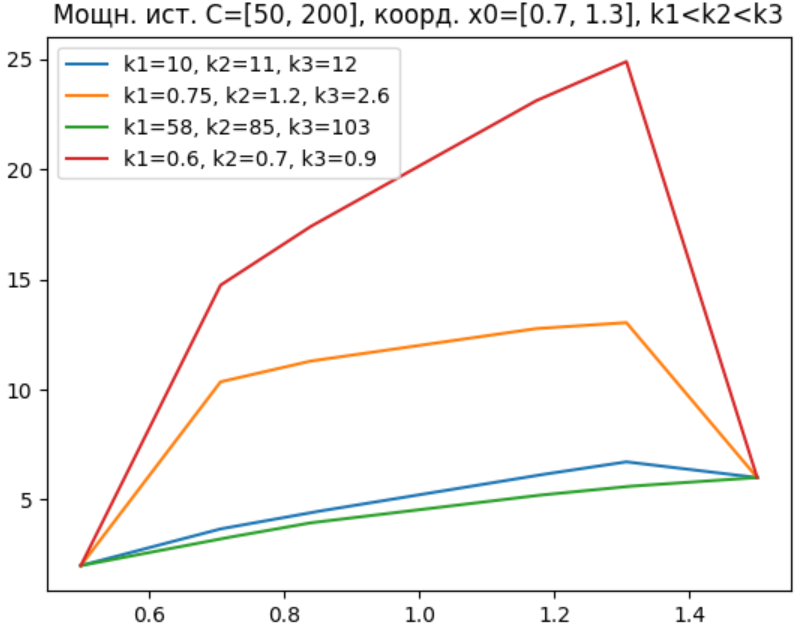 Мощн. ист. C=[50, 200], коорд. x0=[0.7, 1.3], k1<k2<k3
k1=10, k2=11, k3=12
k1=0.75, k2=1.2, k3=2.6
k1=58, k2=85, k3=103
k1=0.6, k2=0.7, k3=0.9
25
20
15
10
5
0.6 0.8 1.0 1.2 1.4